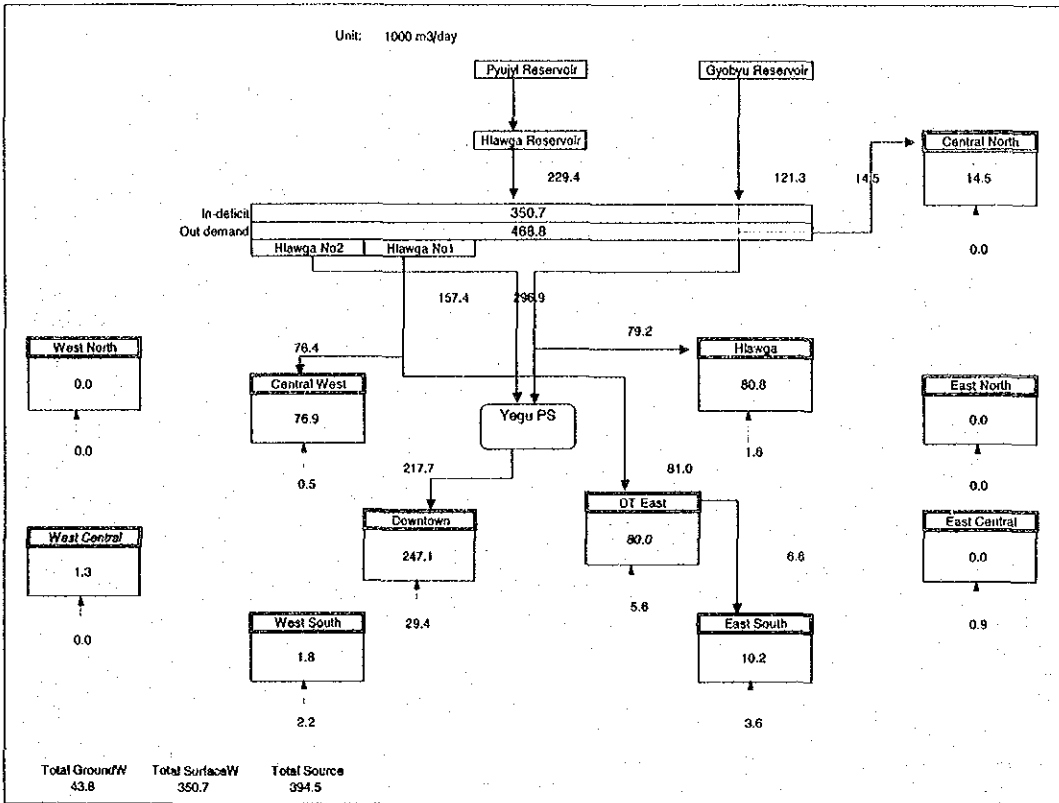 Unit: 1000 m3/day
Pyujyl Reservoir
Gyobyu Reservoir
Hlawga Reservoir
Central North
229.4
121.3
14.5
14.5
In-deficit
350.7
Out demand
468.8
0.0
Hlawga No2
Hlawga No1
157.4
296.9
79.2
West North
76.4
Hlawga
0.0
Central West
80.8
East North
76.9
Yegu PS
0.0
0.0
0.5
1.6
0.0
217.7
81.0
West Central
Downtown
DT East
East Central
1.3
247.1
80.0
0.0
6.6
0.0
West South
29.4
5.6
East South
0.9
1.8
10.2
2.2
3.6
Total GroundW
Total SurfaceW
Total Source
43.8
350.7
394.5